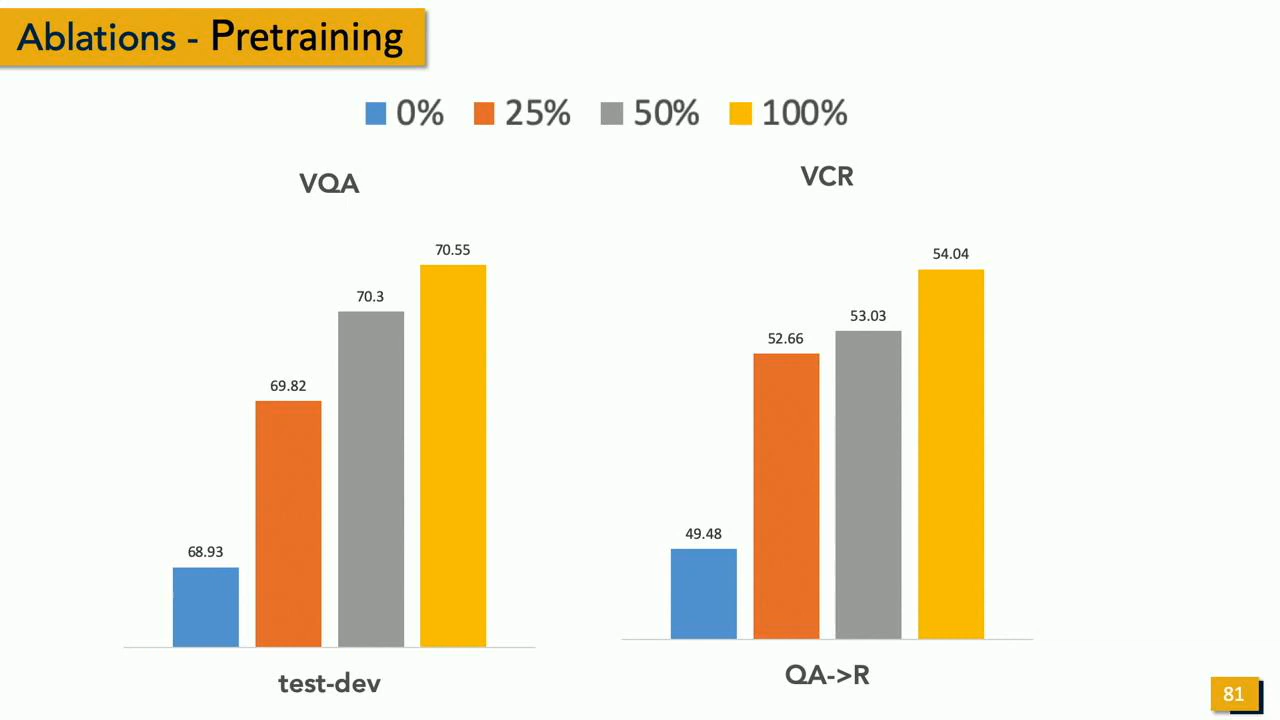 Ablations - Pretraining
0% 25% 50% 100%
VQA
70.55
70.3
69.82
68.93
test-dev
VCR
54.04
53.03
52.66
49.48
QA->R
81